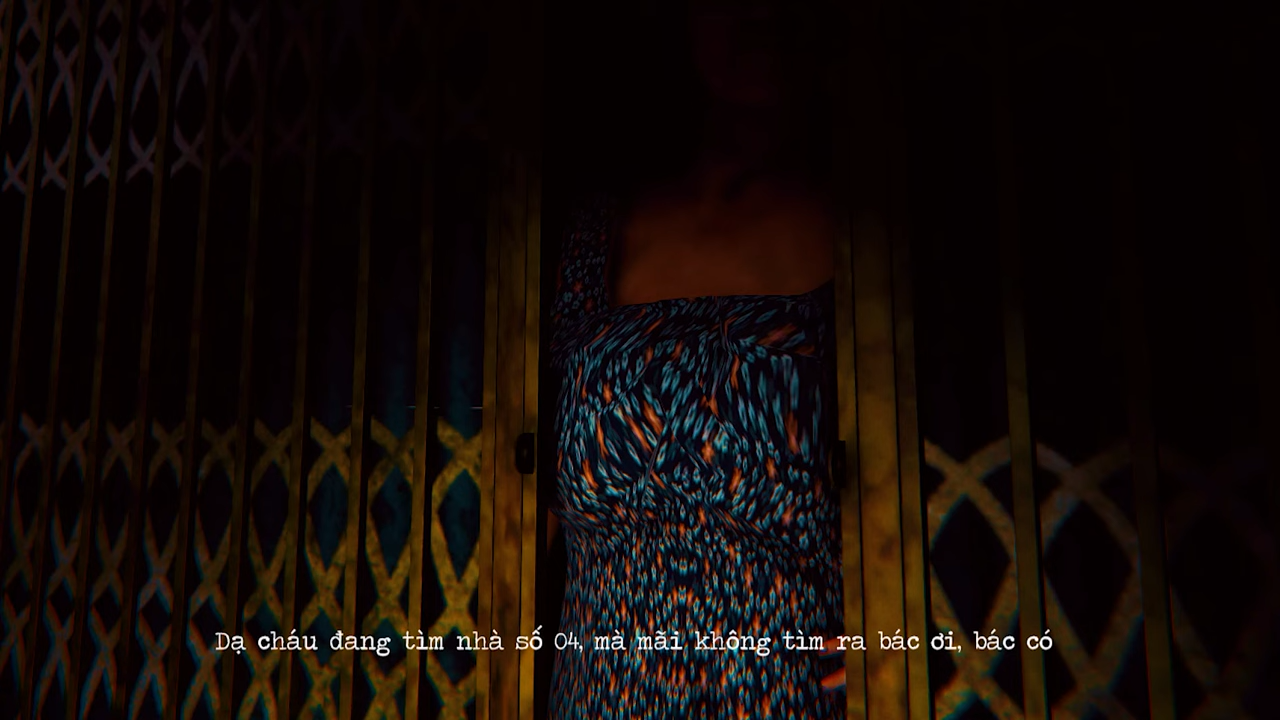 Dạ cháu đang tìm nhà số 04, mà mãi không tìm ra bác ơi, bác có